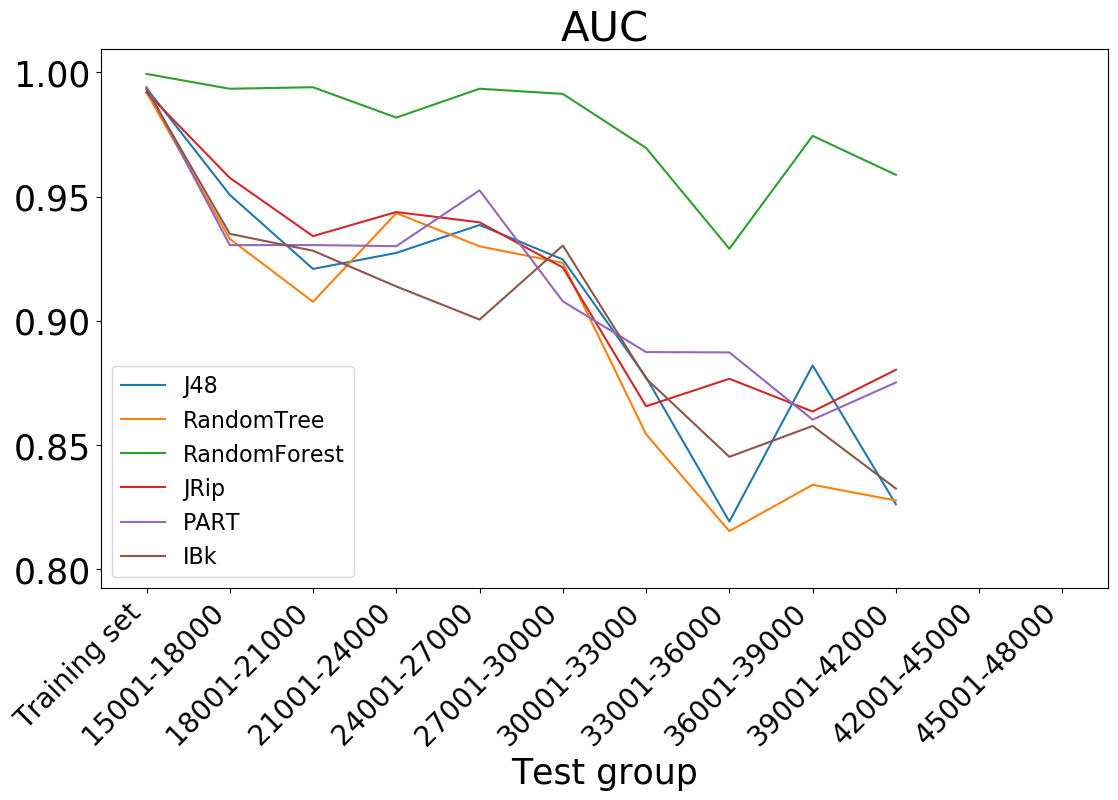 AUC
1.00
0.95
0.90
0.85
0.80
J48
RandomTree
RandomForest
JRip
PART
IBk
Training set
15001-18000
18001-21000
21001-24000
24001-27000
27001-30000
30001-33000
33001-36000
36001-39000
39001-42000
42001-45000
45001-48000
Test group